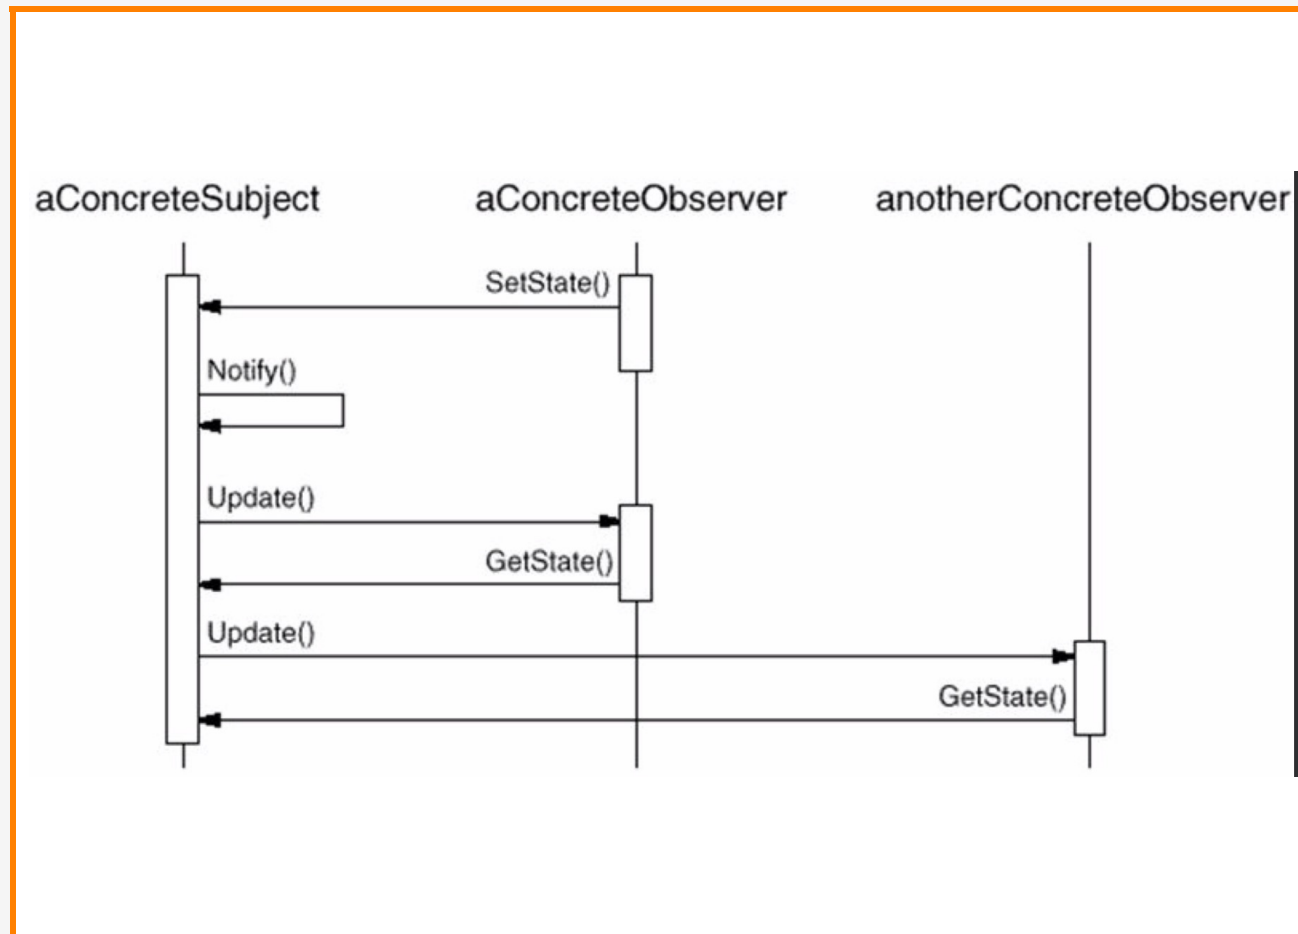 aConcreteSubject
aConcreteObserver
anotherConcreteObserver
SetState()
Notify()
Update()
GetState()
Update()
GetState()